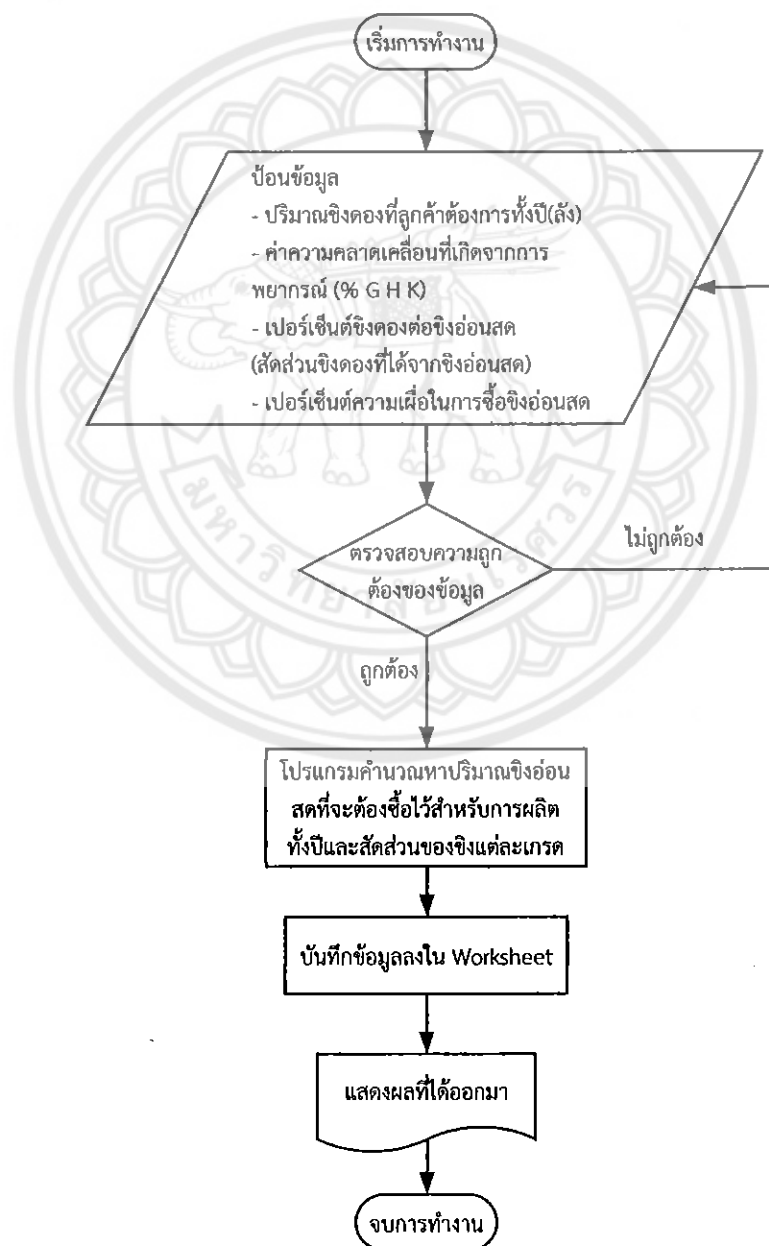 เริ่มการทำงาน
ป้อนข้อมูล
- ปริมาณขิงดองที่ลูกค้าต้องการทั้งปี(ลัง)
- ค่าความคลาดเคลื่อนที่เกิดจากการ
พยากรณ์ (% G H K)
- เปอร์เซ็นต์ขิงดองต่อขิงอ่อนสด
(สัดส่วนขิงดองที่ได้จากขิงอ่อนสด)
- เปอร์เซ็นต์ความเผื่อในการซื้อขิงอ่อนสด
ตรวจสอบความถูก
ต้องของข้อมูล
ไม่ถูกต้อง
มหาวิทยาลัยนเรศวร
ถูกต้อง
โปรแกรมคำนวณหาปริมาณขิงอ่อน
สดที่จะต้องซื้อไว้สำหรับการผลิต
ทั้งปีและสัดส่วนของขิงแต่ละเกรด
บันทึกข้อมูลลงใน Worksheet
แสดงผลที่ได้ออกมา
จบการทำงาน